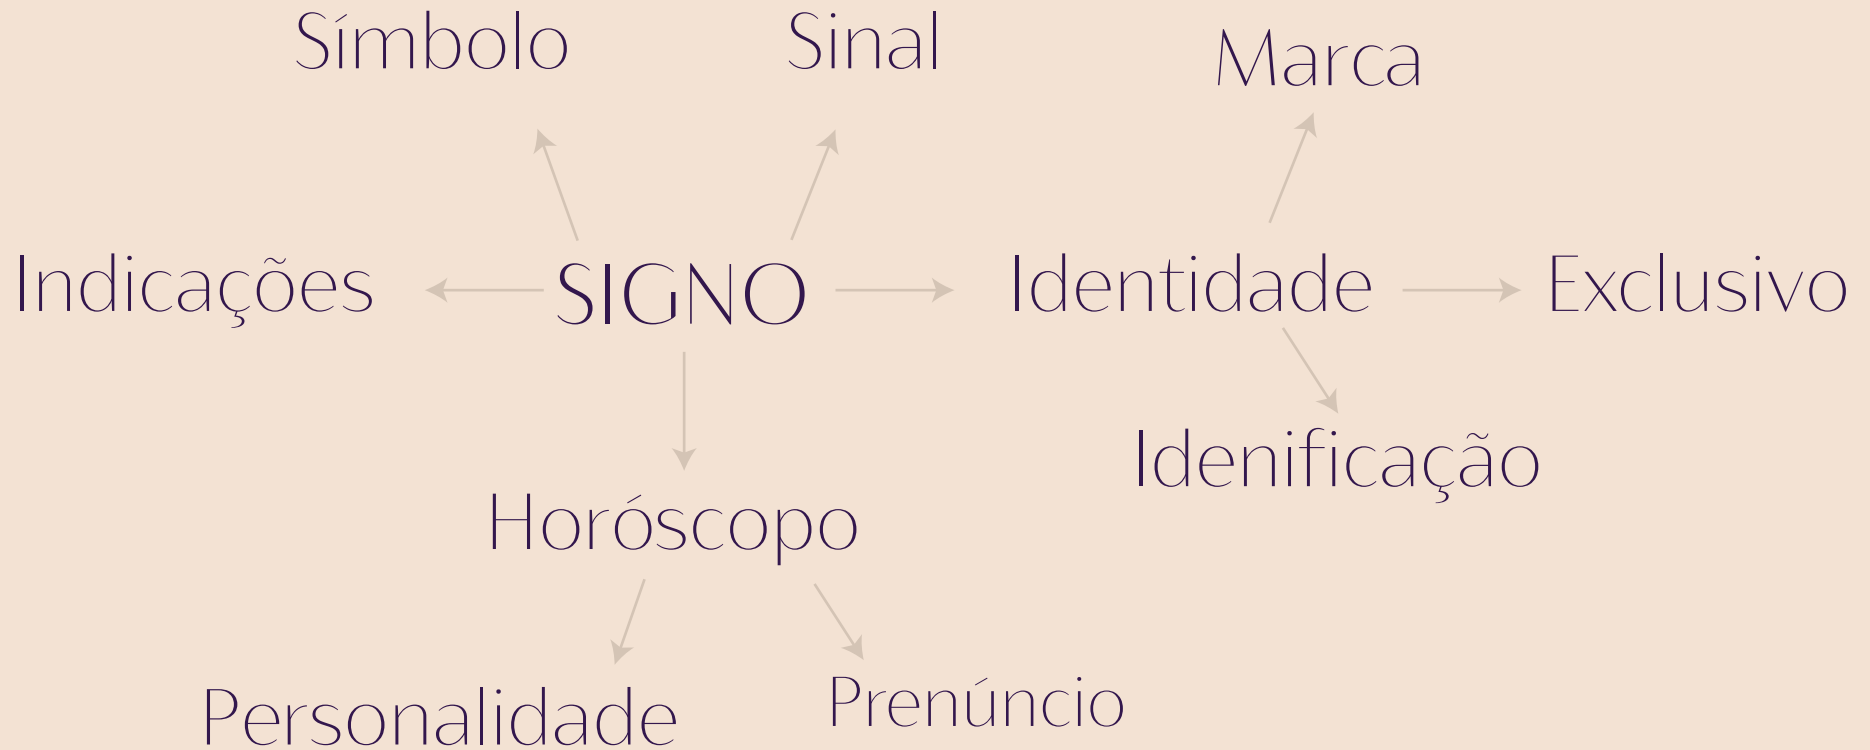 Símbolo
Sinal
Marca
Indicações
SIGNO
Identidade
Exclusivo
Idenificação
Horóscopo
Personalidade
Prenúncio